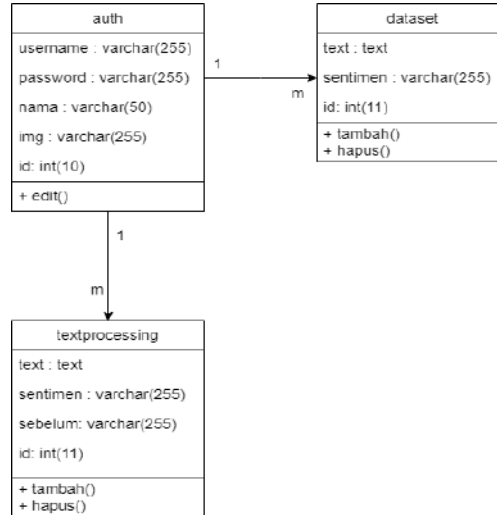 auth
username : varchar(255)
password : varchar(255)
nama : varchar(50)
img : varchar(255)
id: int(10)
+ edit()
1
m
dataset
text : text
sentimen : varchar(255)
id: int(11)
+ tambah()
+ hapus()
1
m
textprocessing
text : text
sentimen : varchar(255)
sebelum: varchar(255)
id: int(11)
+ tambah()
+ hapus()